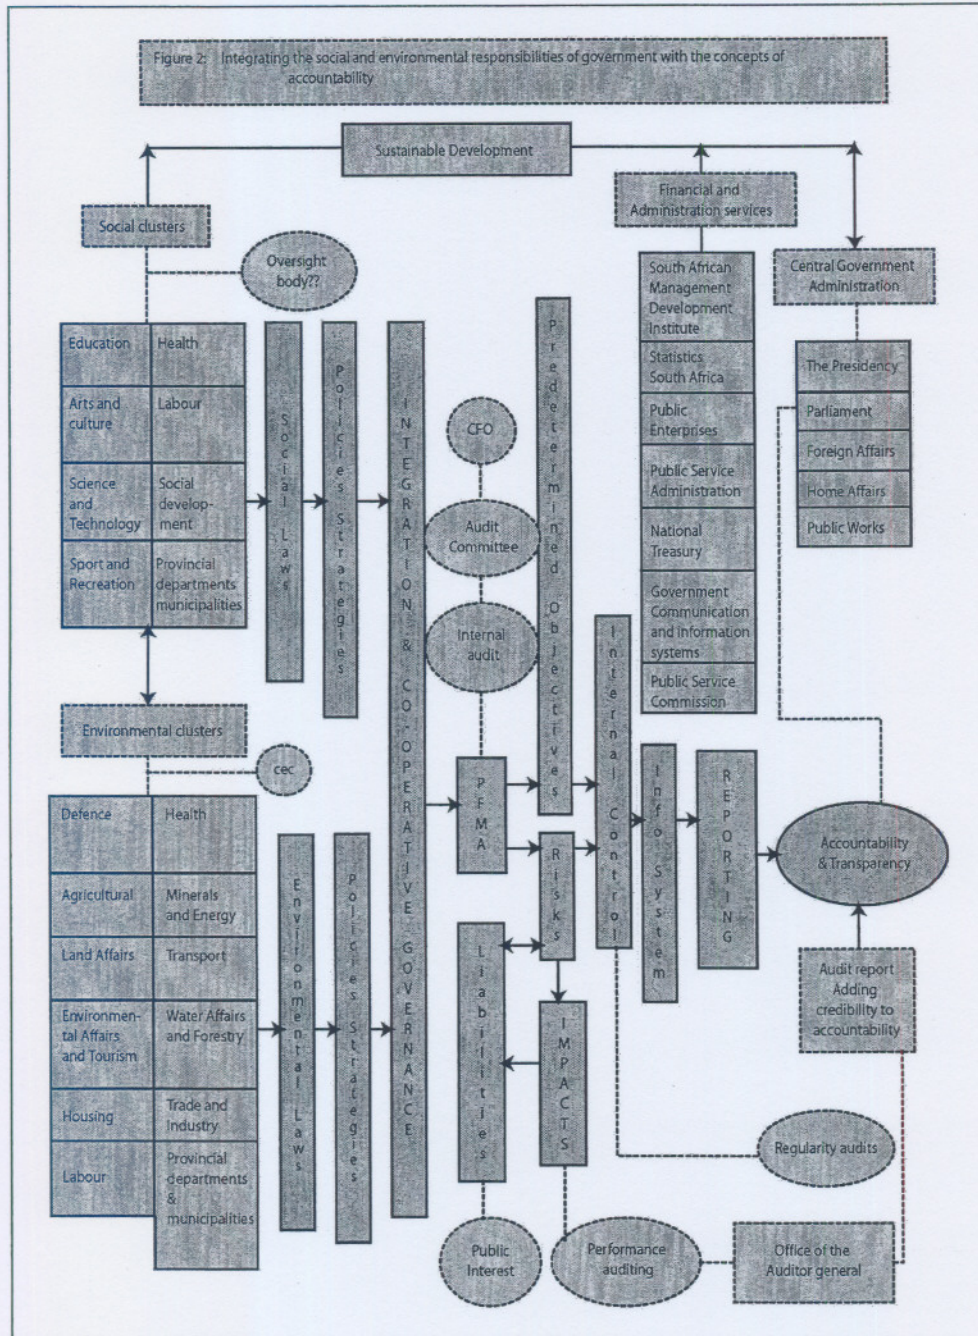 Figure 2: Integrating the social and environmental responsibilities of government with the concepts of
accountability
Sustainable Development
Financial and
Administration services
Social clusters
Oversight
body??
Central Government
Administration
South African
Management
Development
Institute
Statistics
South Africa
Public
Enterprises
Public Service
Administration
National
Treasury
Government
Communication
and information
systems
Public Service
Commission
The Presidency
Parliament
Foreign Affairs
Home Affairs
Public Works
Education
Health
Arts and
culture
Labour
Science
and
Technology
Social
develop-
ment
Sport and
Recreation
Provincial
departments
municipalities
Social Laws
Policies Strategies
INTEGRATION & CO-OPERATIVE GOVERNANCE
CFO
Audit
Committee
Internal
audit
Predetermined Objectives
Environmental clusters
cec
PFMA
Risks
Internal Control
Info System
REPORTING
Accountability
& Transparency
Defence
Health
Agricultural
Minerals
and Energy
Land Affairs
Transport
Environmen-
tal Affairs
and Tourism
Water Affairs
and Forestry
Housing
Trade and
Industry
Labour
Provincial
departments
&
municipalities
Environmental Laws
Policies Strategies
Liabilities
IMPACTS
Audit report
Adding
credibility to
accountability
Regularity audits
Public
Interest
Performance
auditing
Office of the
Auditor general